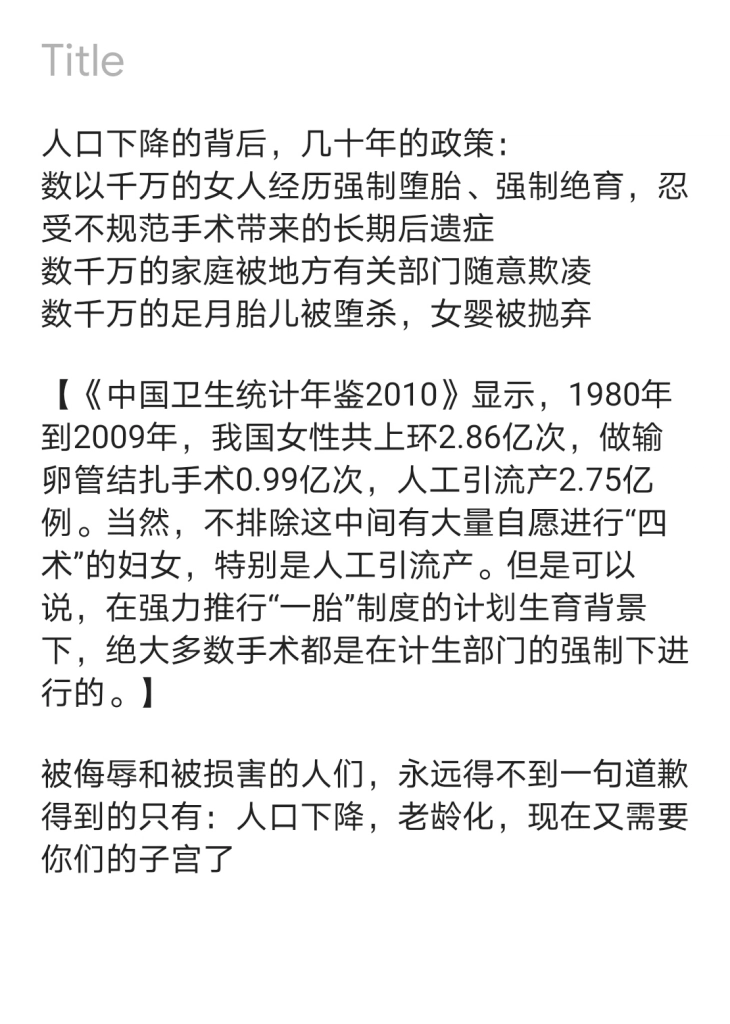 Title
人口下降的背后，几十年的政策：
数以千万的女人经历强制堕胎、强制绝育，忍
受不规范手术带来的长期后遗症
数千万的家庭被地方有关部门随意欺凌
数千万的足月胎儿被堕杀，女婴被抛弃
【《中国卫生统计年鉴2010》显示，1980年
到2009年，我国女性共上环2.86亿次，做输
卵管结扎手术0.99亿次，人工引流产2.75亿
例。当然，不排除这中间有大量自愿进行“四
术”的妇女，特别是人工引流产。但是可以
说，在强力推行“一胎”制度的计划生育背景
下，绝大多数手术都是在计生部门的强制下进
行的。】
被侮辱和被损害的人们，永远得不到一句道歉
得到的只有：人口下降，老龄化，现在又需要
你们的子宫了